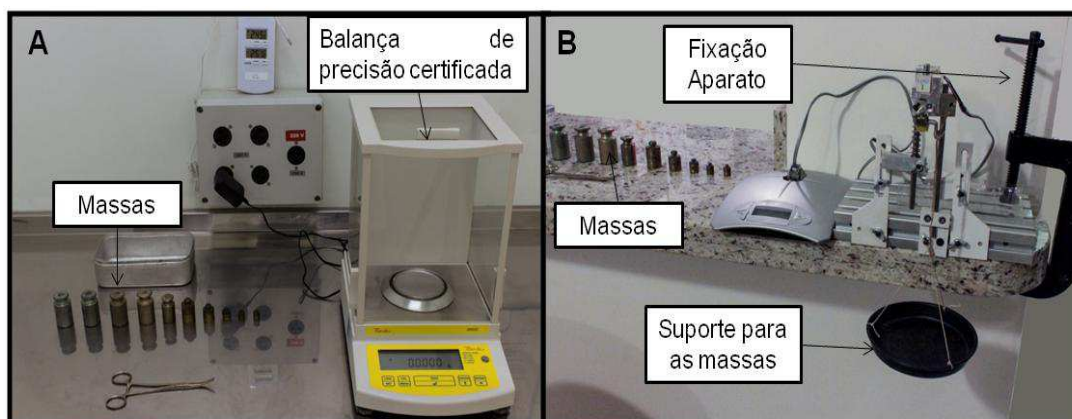 A
Balança de
precisão certificada
Massas
B
Fixação
Aparato
Massas
Suporte para
as massas